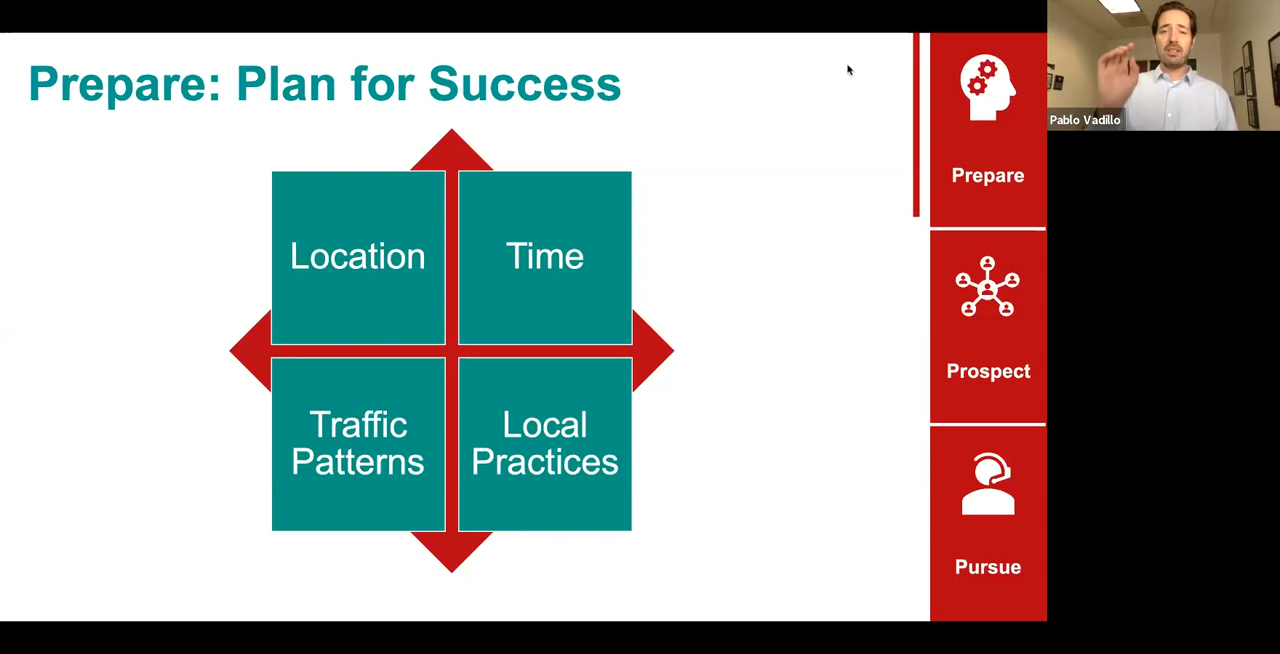 Prepare: Plan for Success
Location
Time
Traffic
Patterns
Local
Practices
Prepare
Prospect
Pursue
Pablo Vadillo